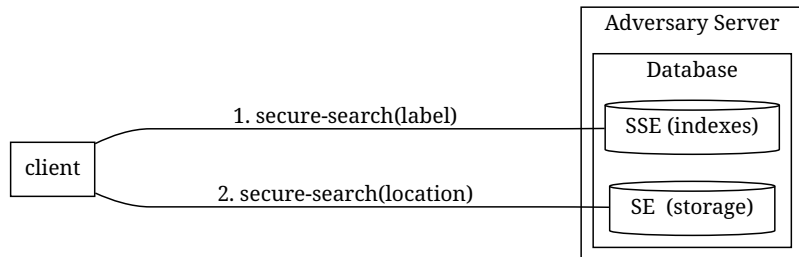 Adversary Server
Database
1. secure-search(label)
SSE (indexes)
client
2. secure-search(location)
SE (storage)